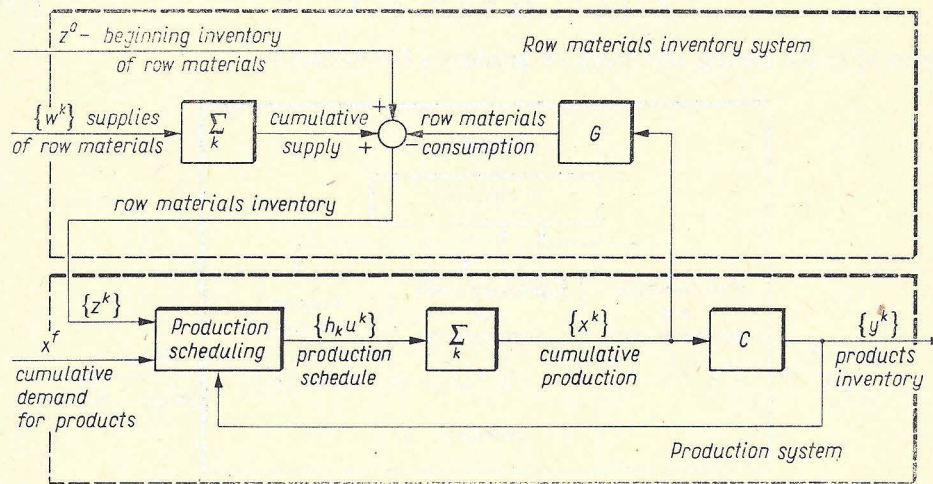 z⁰ – beginning inventory
of row materials
Row materials inventory system
{wᵏ} supplies
of row materials
Σ
k
cumulative
supply
+
+
−
row materials
consumption
G
row materials inventory
{zᵏ}
xᶠ
cumulative
demand
for products
Production
scheduling
{hₖuᵏ}
production
schedule
Σ
k
{xᵏ}
cumulative
production
C
{yᵏ}
products
inventory
Production system